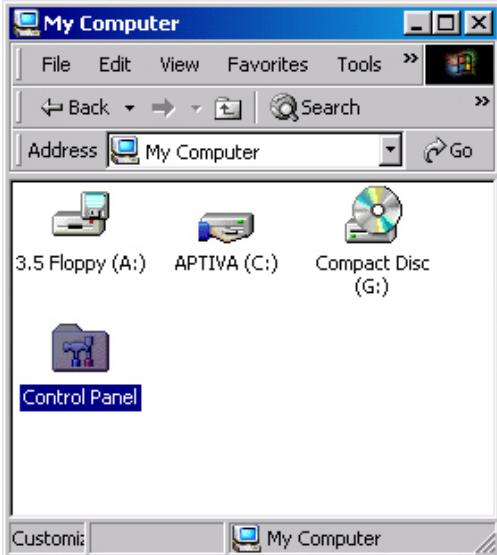 My Computer
File Edit View Favorites Tools »
Back Search »
Address My Computer Go
3.5 Floppy (A:) APTIVA (C:) Compact Disc
(G:)
Control Panel
Customiz My Computer